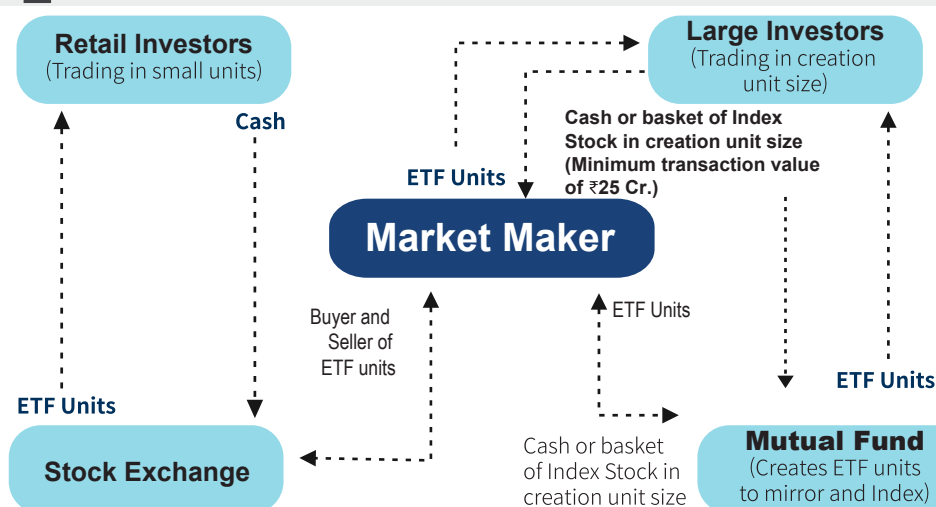 Retail Investors
(Trading in small units)
Large Investors
(Trading in creation
unit size)
Cash
Cash or basket of Index
Stock in creation unit size
(Minimum transaction value
of ₹25 Cr.)
ETF Units
Market Maker
Buyer and
Seller of
ETF units
ETF Units
ETF Units
ETF Units
Stock Exchange
Cash or basket
of Index Stock in
creation unit size
Mutual Fund
(Creates ETF units
to mirror and Index)